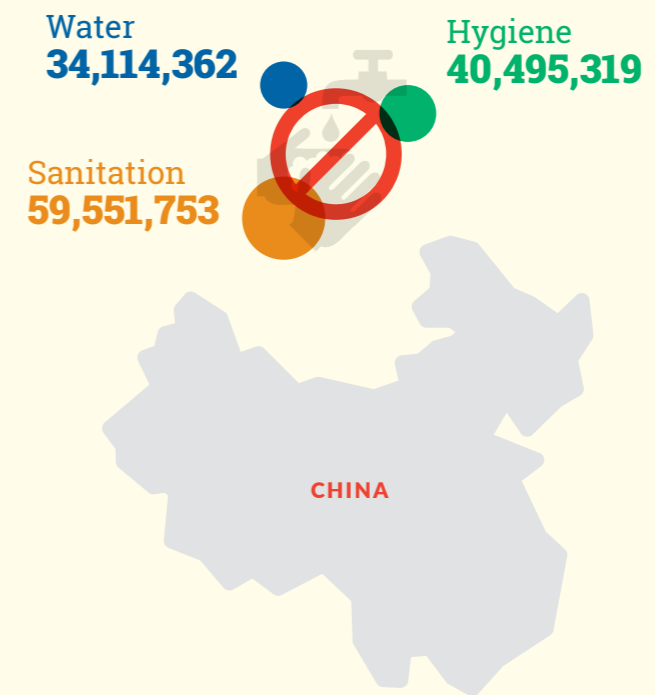 Water
34,114,362
Hygiene
40,495,319
Sanitation
59,551,753
CHINA